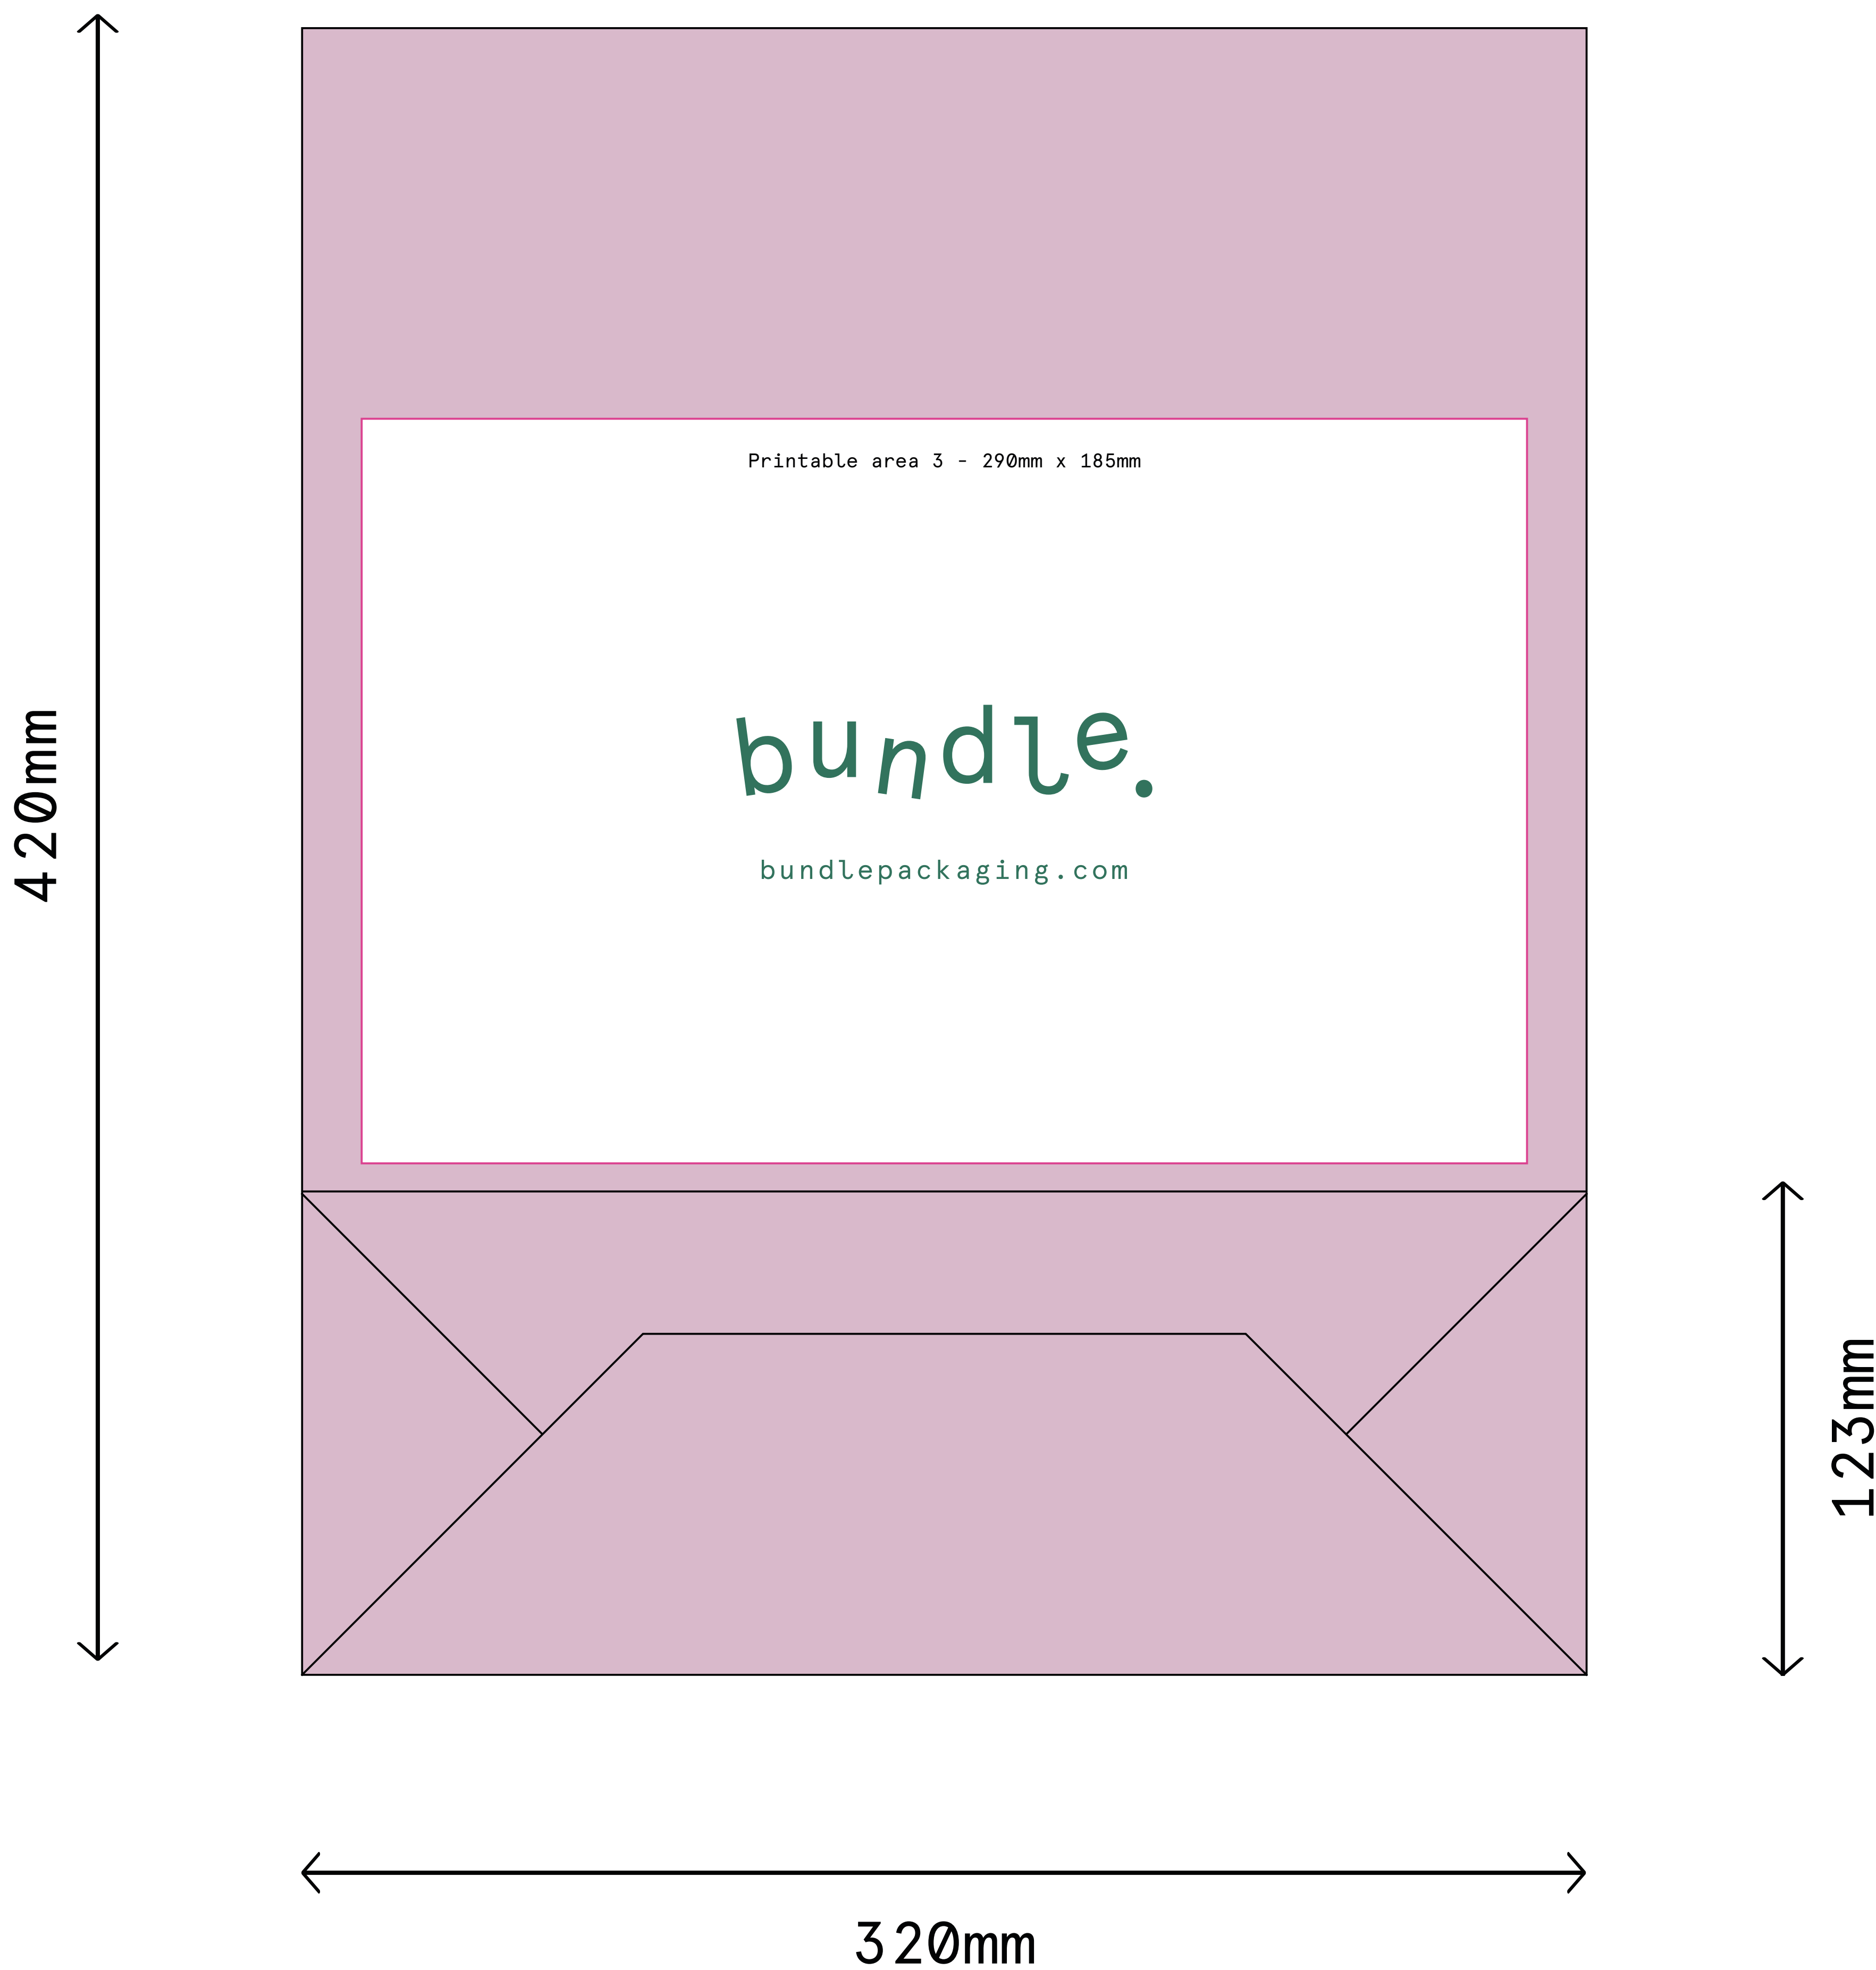 Printable area 3 - 290mm x 185mm
bundle.
bundlepackaging.com
420mm
123mm
320mm